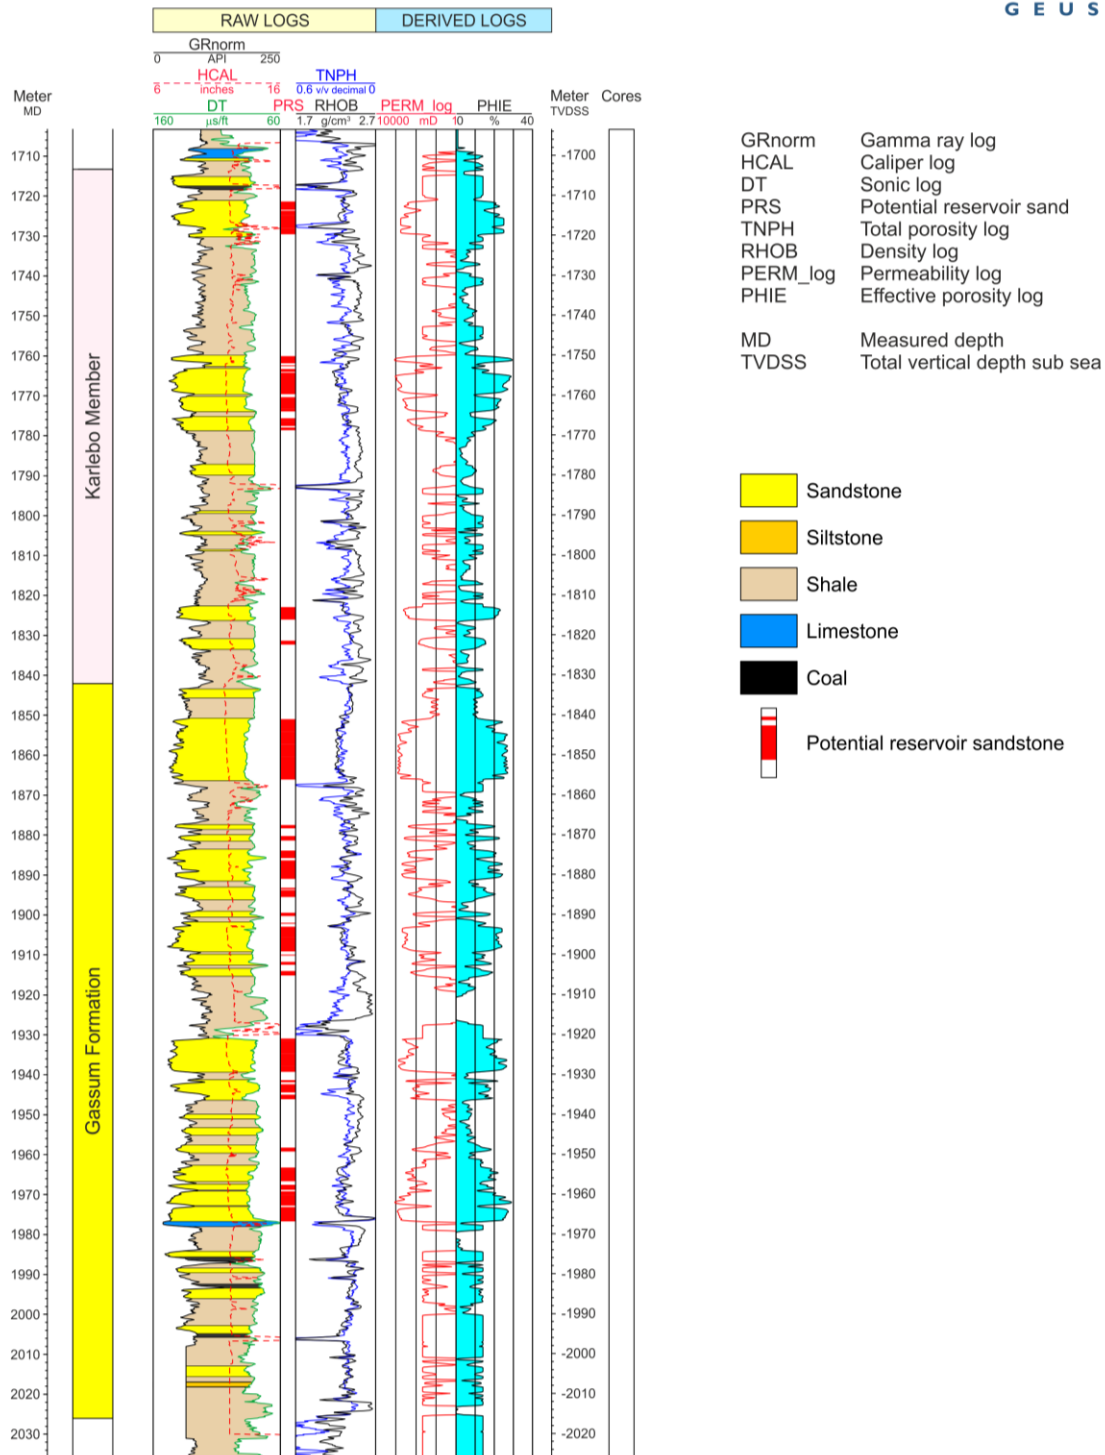 G E U S
RAW LOGS DERIVED LOGS
GRnorm
0 API 250
HCAL TNPH
6 inches 16 0.6 v/v decimal 0
Meter MD DT PRS RHOB PERM_log PHIE Meter TVDSS Cores
160 µs/ft 60 1.7 g/cm³ 2.7 10000 mD 1 0 % 40
GRnorm Gamma ray log
HCAL Caliper log
DT Sonic log
PRS Potential reservoir sand
TNPH Total porosity log
RHOB Density log
PERM_log Permeability log
PHIE Effective porosity log
MD Measured depth
TVDSS Total vertical depth sub sea
Sandstone
Siltstone
Shale
Limestone
Coal
Potential reservoir sandstone
Karlebo Member
Gassum Formation
1710 -1700
1720 -1710
1730 -1720
1740 -1730
1750 -1740
1760 -1750
1770 -1760
1780 -1770
1790 -1780
1800 -1790
1810 -1800
1820 -1810
1830 -1820
1840 -1830
1850 -1840
1860 -1850
1870 -1860
1880 -1870
1890 -1880
1900 -1890
1910 -1900
1920 -1910
1930 -1920
1940 -1930
1950 -1940
1960 -1950
1970 -1960
1980 -1970
1990 -1980
2000 -1990
2010 -2000
2020 -2010
2030 -2020